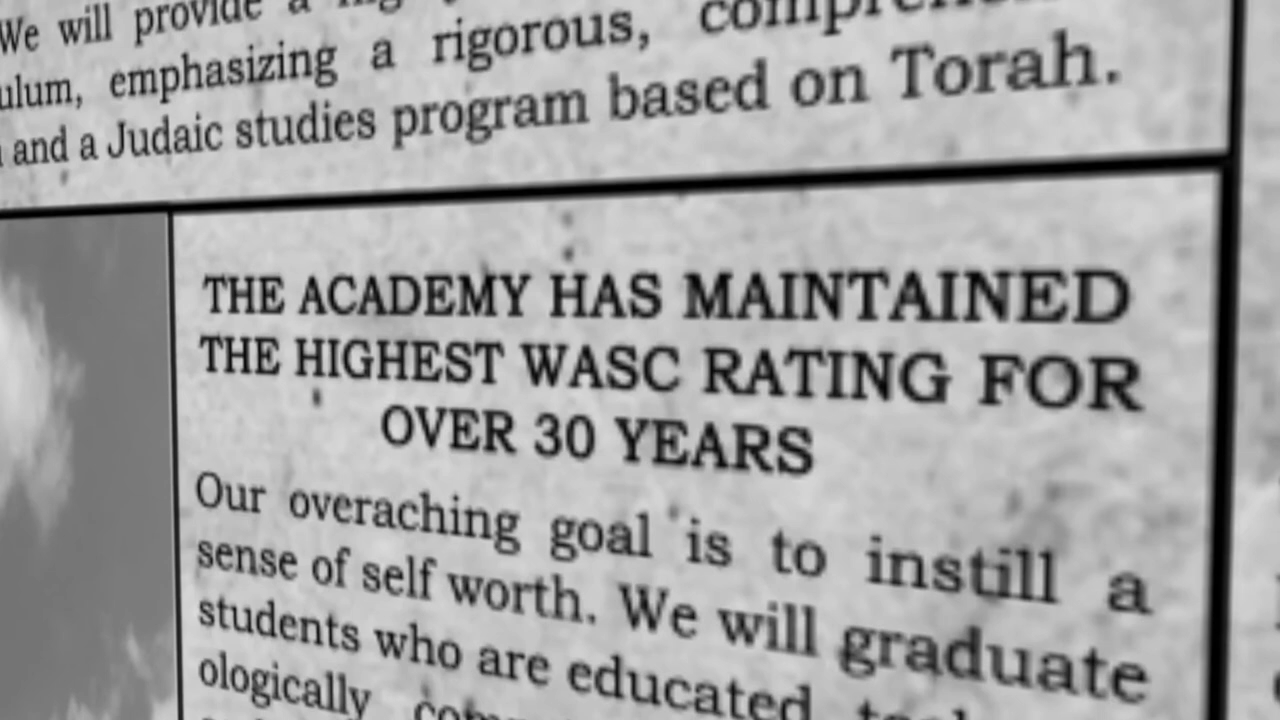 We will provide a
ulum, emphasizing a rigorous,
and a Judaic studies program based on Torah.
THE ACADEMY HAS MAINTAINED
THE HIGHEST WASC RATING FOR
OVER 30 YEARS
Our overaching goal is to instill a
sense of self worth. We will graduate
students who are educated
ologically